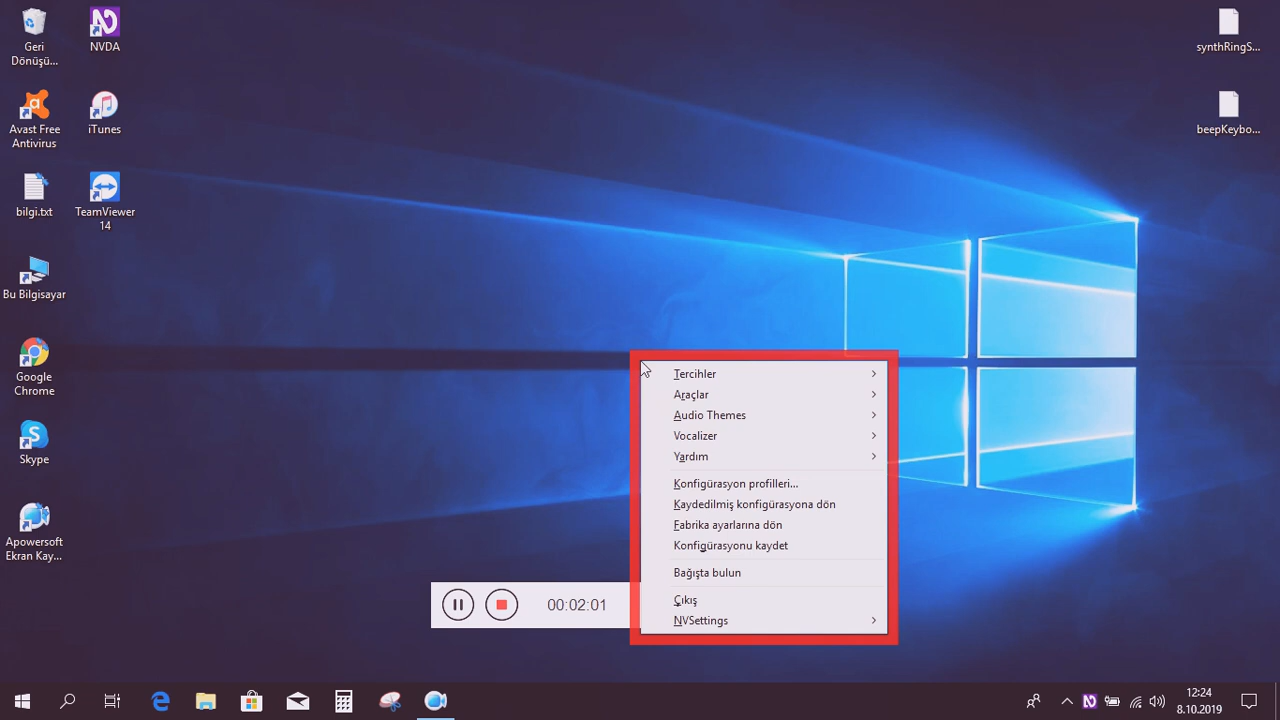 Geri
Dönüşü...
NVDA
Avast Free
Antivirus
iTunes
bilgi.txt
TeamViewer
14
Bu Bilgisayar
Google
Chrome
Skype
Apowersoft
Ekran Kay...
synthRingS...
beepKeybo...
Tercihler
Araçlar
Audio Themes
Vocalizer
Yardım
Konfigürasyon profilleri...
Kaydedilmiş konfigürasyona dön
Fabrika ayarlarına dön
Konfigürasyonu kaydet
Bağışta bulun
Çıkış
NVSettings
00:02:01
12:24
8.10.2019